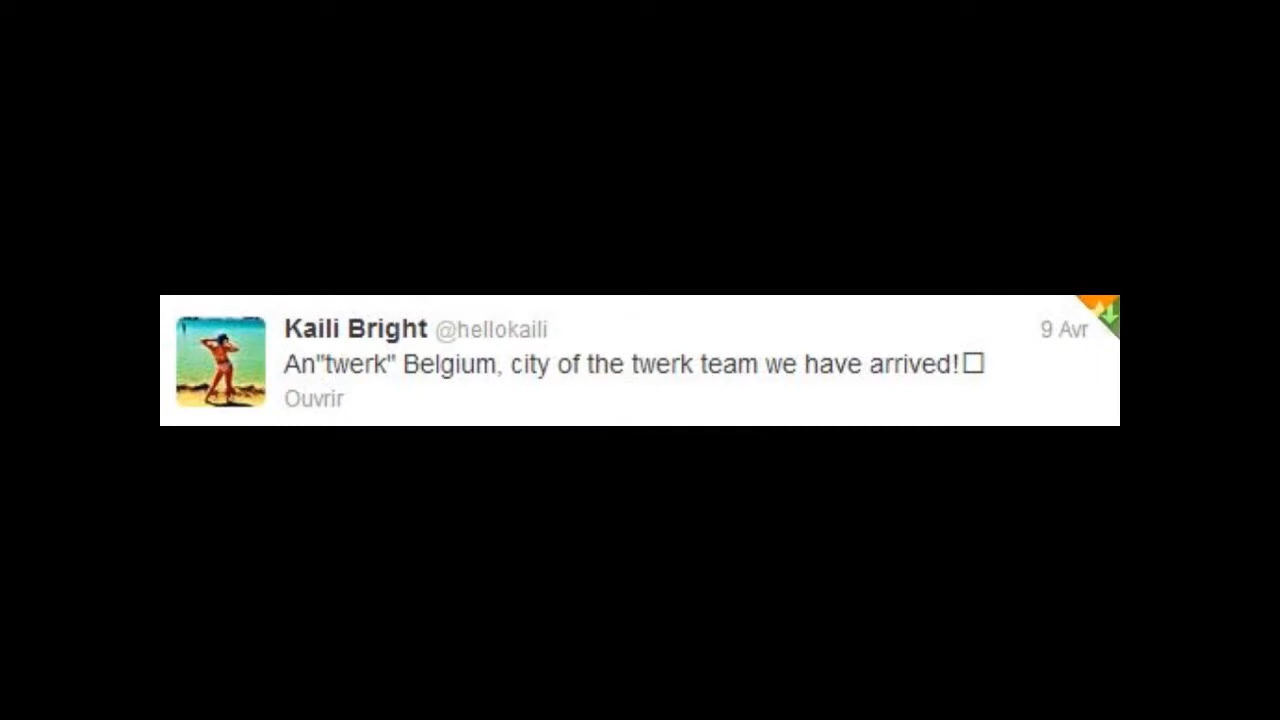 Kaili Bright @hellokaili 9 Avr
An"twerk" Belgium, city of the twerk team we have arrived!□
Ouvrir